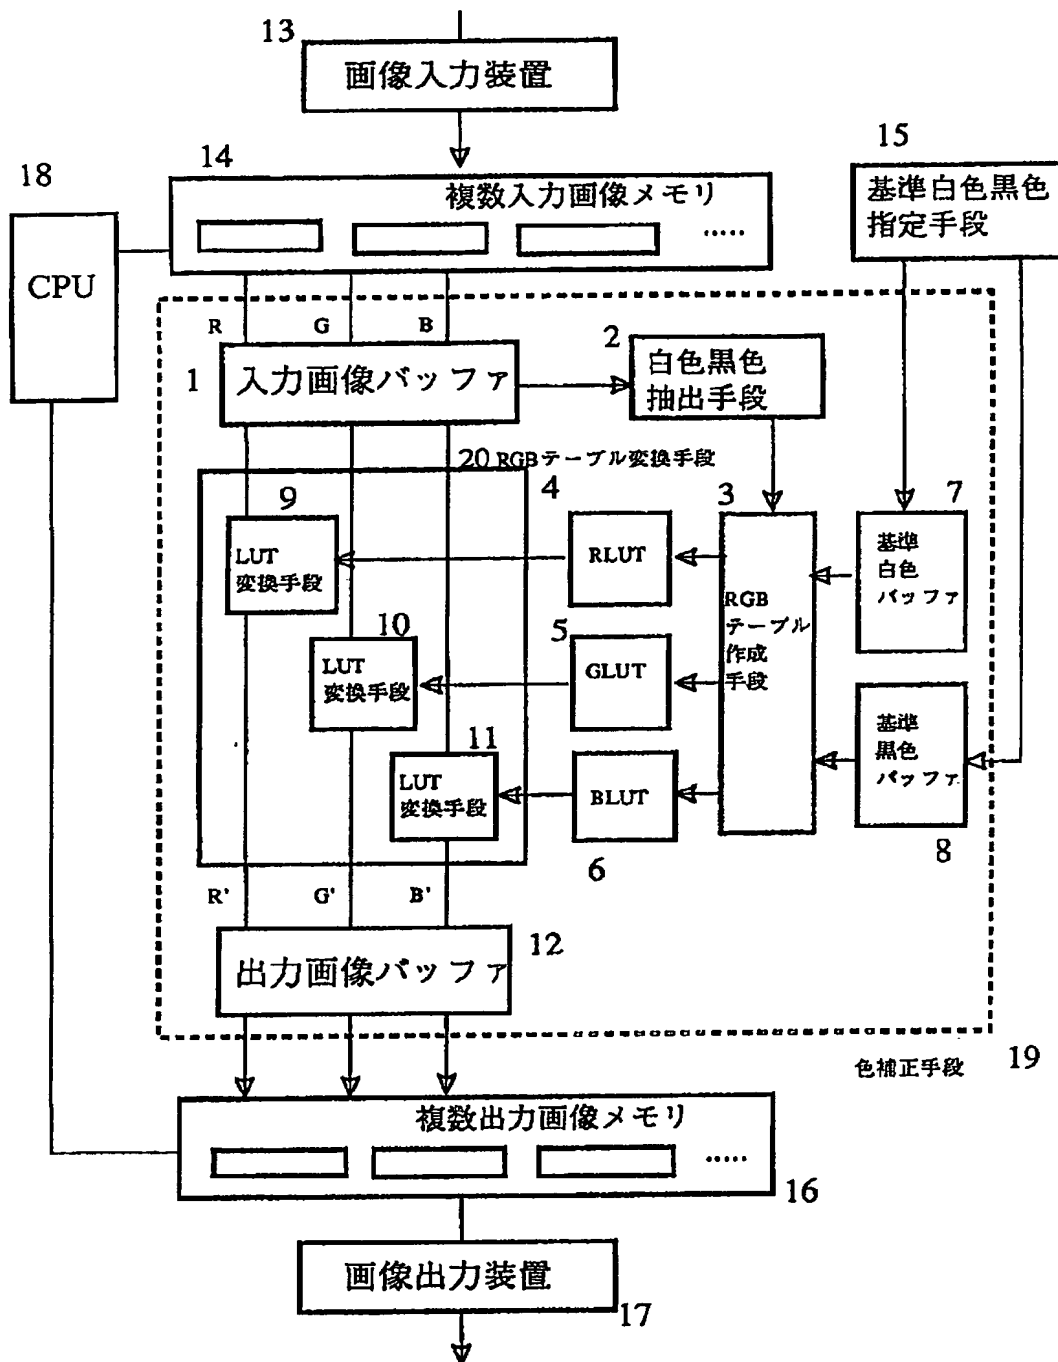 13
画像入力装置
14
複数入力画像メモリ
.....
15
基準白色黒色
指定手段
18
CPU
R
G
B
1
入力画像バッファ
2
白色黒色
抽出手段
20 RGBテーブル変換手段
9
LUT
変換手段
4
RLUT
3
RGB
テーブル
作成
手段
7
基準
白色
バッファ
10
LUT
変換手段
5
GLUT
11
LUT
変換手段
BLUT
6
基準
黒色
バッファ
8
R'
G'
B'
12
出力画像バッファ
色補正手段
19
複数出力画像メモリ
.....
16
画像出力装置
17